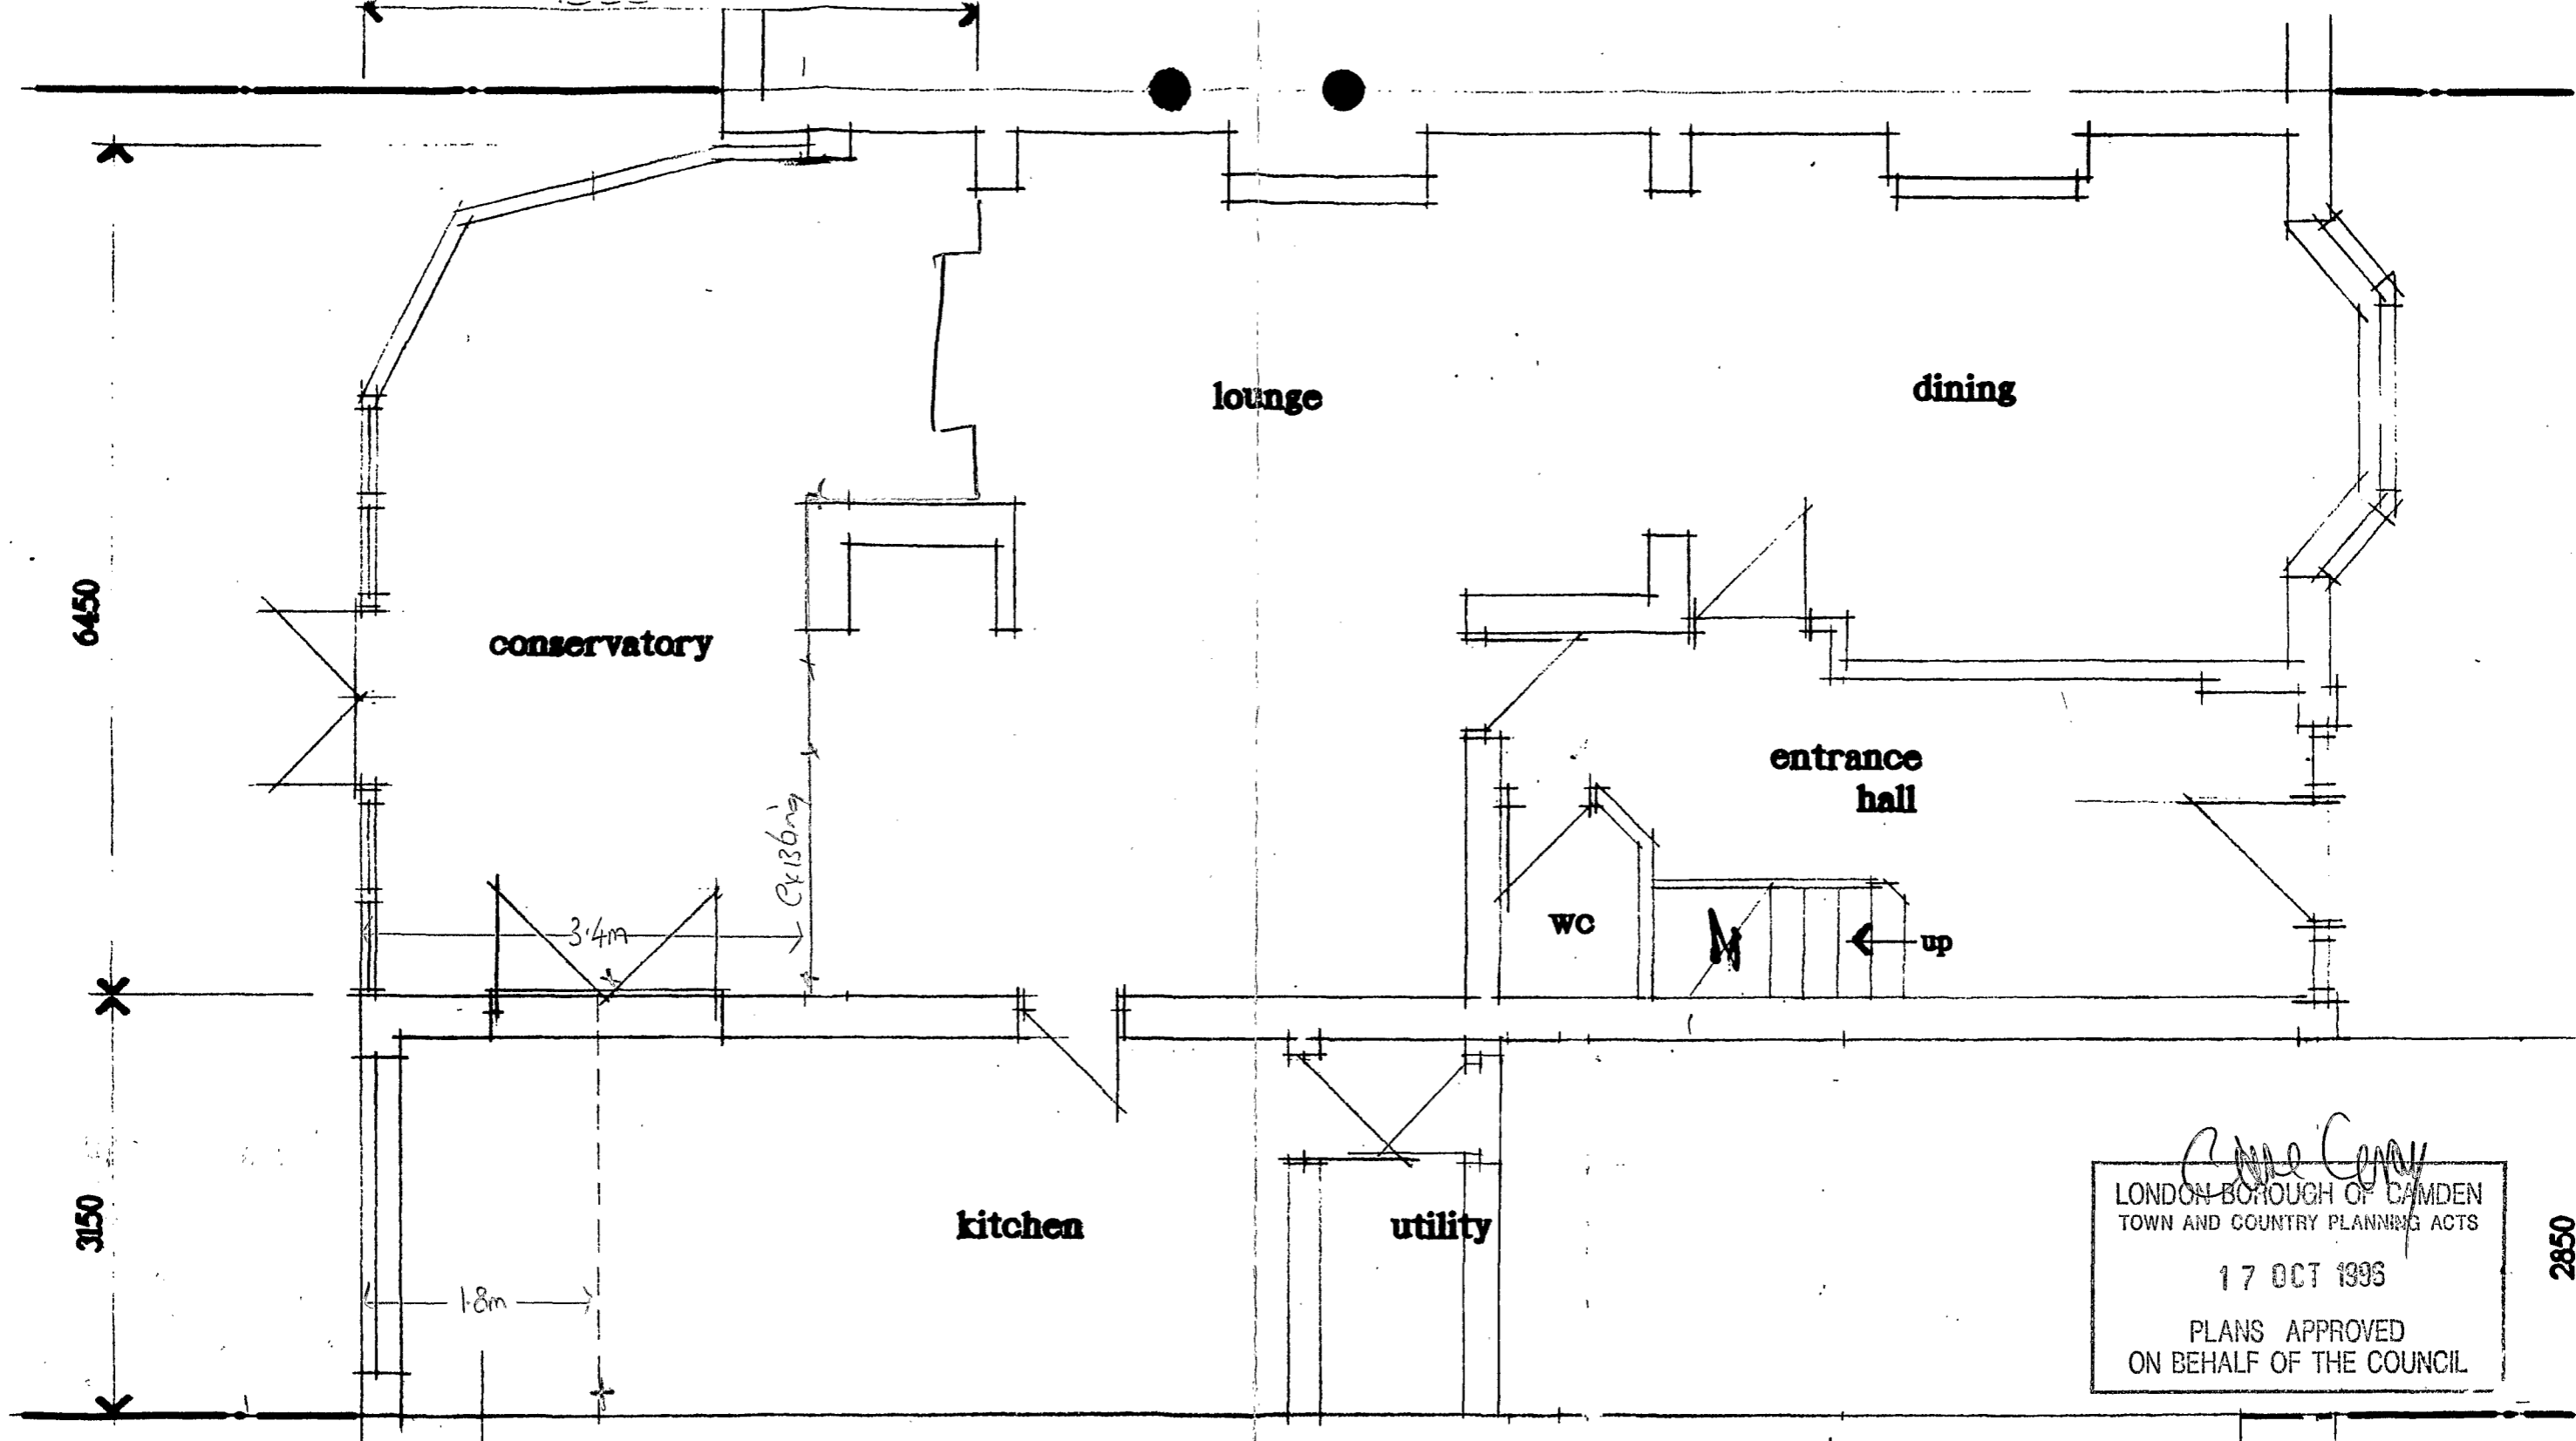 lounge
dining
6450
conservatory
entrance
hall
existing
3.4m
wc
up
3150
kitchen
utility
1.8m
LONDON BOROUGH OF CAMDEN
TOWN AND COUNTRY PLANNING ACTS
17 OCT 1996
PLANS APPROVED
ON BEHALF OF THE COUNCIL
2850